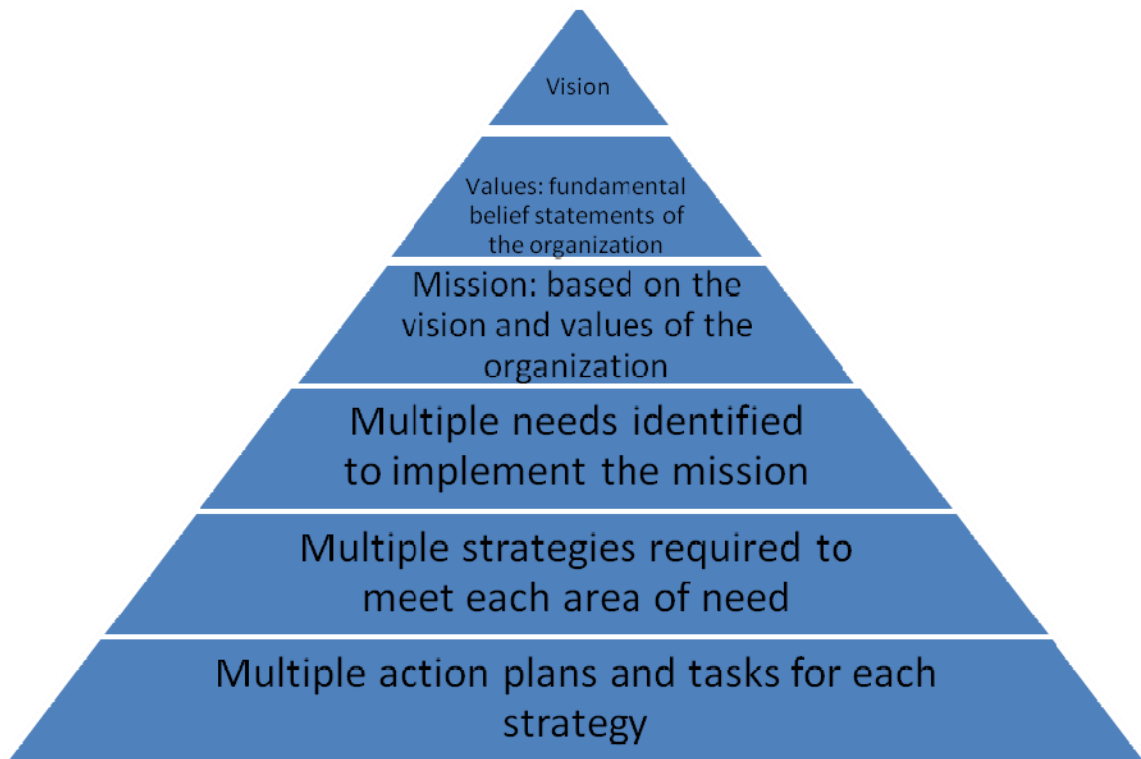 Vision
Values: fundamental
belief statements of
the organization
Mission: based on the
vision and values of the
organization
Multiple needs identified
to implement the mission
Multiple strategies required to
meet each area of need
Multiple action plans and tasks for each
strategy